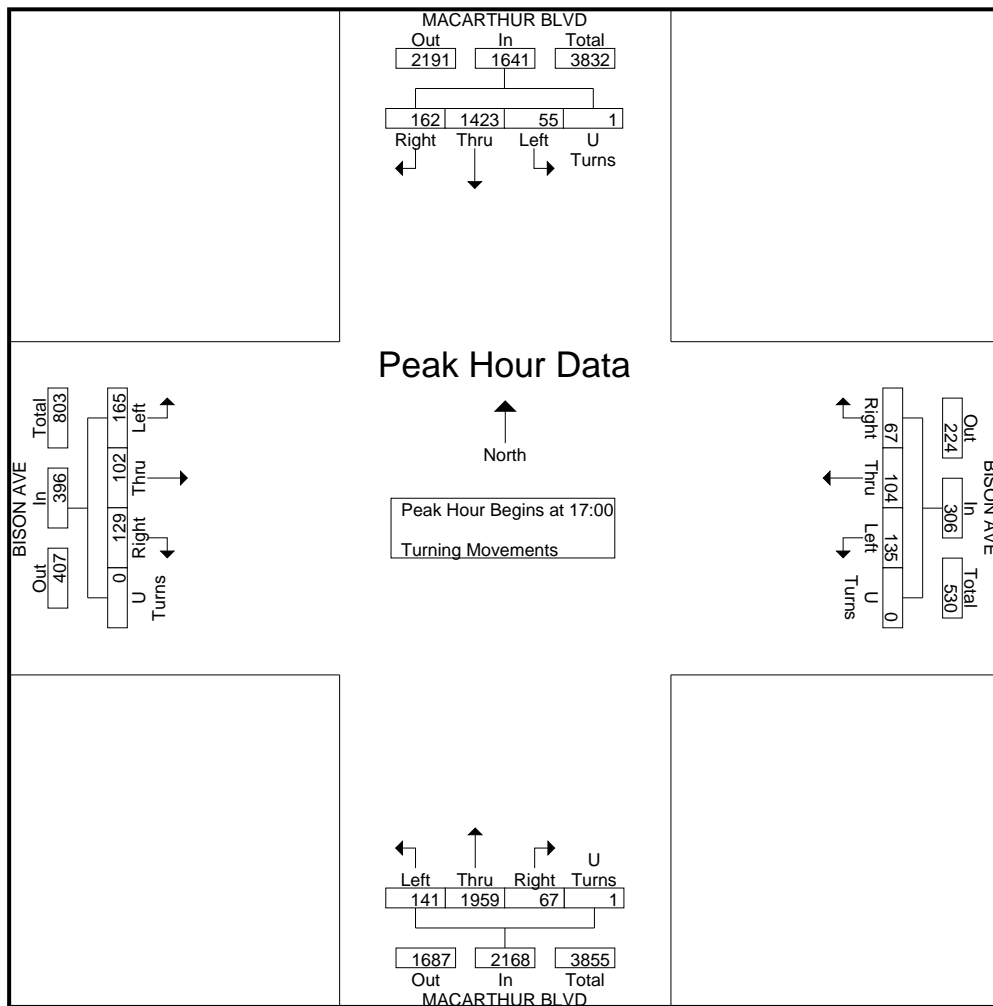 MACARTHUR BLVD
Out In Total
2191 1641 3832
162 1423 55 1
Right Thru Left U
Turns
Peak Hour Data
North
Peak Hour Begins at 17:00
Turning Movements
BISON AVE
Total In Out
803 396 407
165 102 129 0
Left Thru Right U
Turns
BISON AVE
Out In Total
224 306 530
67 104 135 0
Right Thru Left U
Turns
U
Left Thru Right Turns
141 1959 67 1
1687 2168 3855
Out In Total
MACARTHUR BLVD